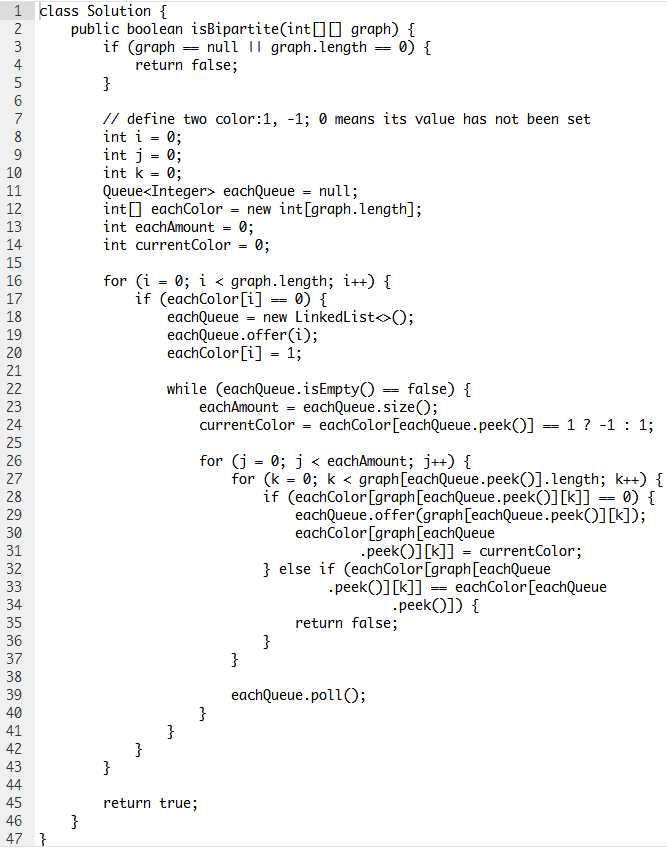 1 class Solution {
2     public boolean isBipartite(int[][] graph) {
3         if (graph == null || graph.length == 0) {
4             return false;
5         }
6
7         // define two color:1, -1; 0 means its value has not been set
8         int i = 0;
9         int j = 0;
10         int k = 0;
11         Queue<Integer> eachQueue = null;
12         int[] eachColor = new int[graph.length];
13         int eachAmount = 0;
14         int currentColor = 0;
15
16         for (i = 0; i < graph.length; i++) {
17             if (eachColor[i] == 0) {
18                 eachQueue = new LinkedList<>();
19                 eachQueue.offer(i);
20                 eachColor[i] = 1;
21
22                 while (eachQueue.isEmpty() == false) {
23                     eachAmount = eachQueue.size();
24                     currentColor = eachColor[eachQueue.peek()] == 1 ? -1 : 1;
25
26                     for (j = 0; j < eachAmount; j++) {
27                         for (k = 0; k < graph[eachQueue.peek()].length; k++) {
28                             if (eachColor[graph[eachQueue.peek()][k]] == 0) {
29                                 eachQueue.offer(graph[eachQueue.peek()][k]);
30                                 eachColor[graph[eachQueue
31                                         .peek()][k]] = currentColor;
32                             } else if (eachColor[graph[eachQueue
33                                     .peek()][k]] == eachColor[eachQueue
34                                             .peek()]) {
35                                 return false;
36                             }
37                         }
38
39                         eachQueue.poll();
40                     }
41                 }
42             }
43         }
44
45         return true;
46     }
47 }